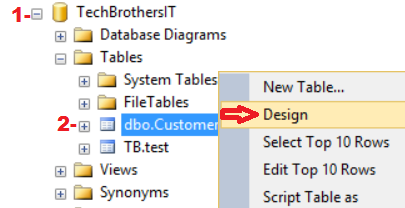 1- TechBrothersIT
Database Diagrams
Tables
System Tables
FileTables
2- dbo.Customer
TB.test
Views
Synonyms
New Table...
Design
Select Top 10 Rows
Edit Top 10 Rows
Script Table as